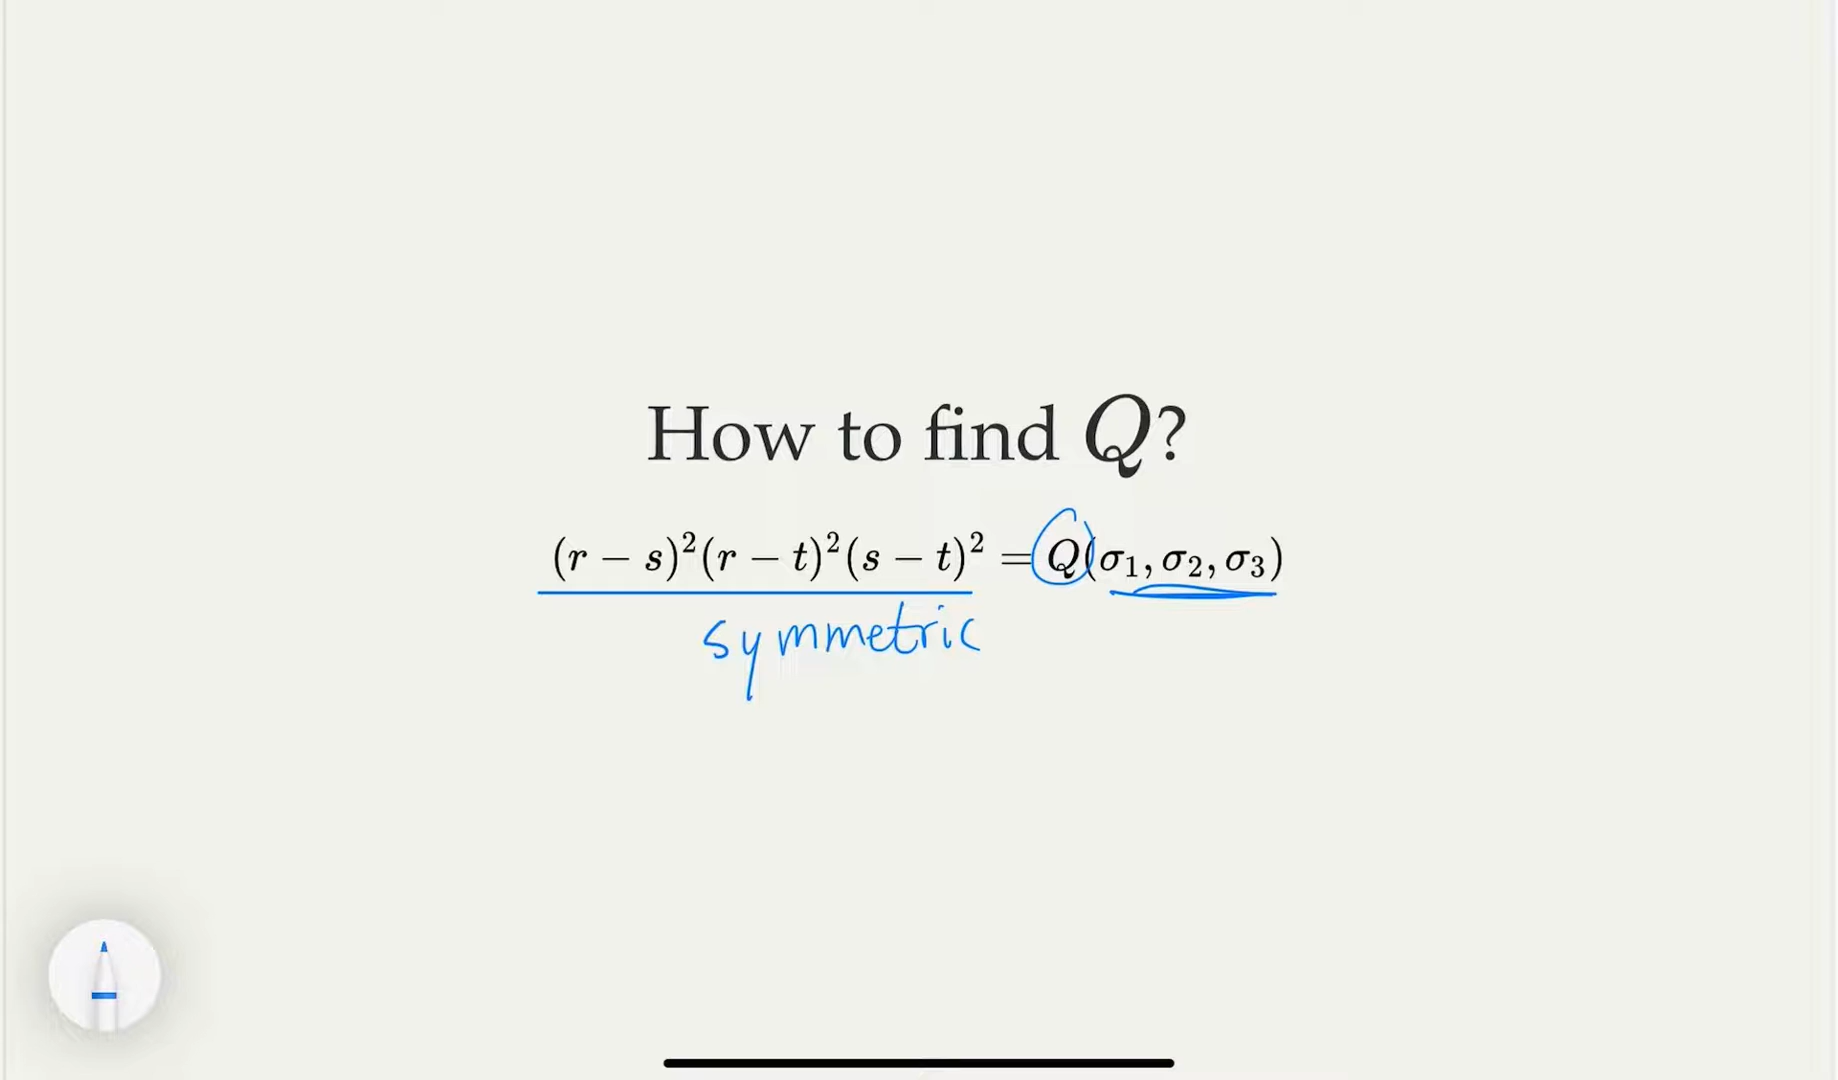 How to find Q?
(r − s)²(r − t)²(s − t)² = Q(σ₁, σ₂, σ₃)
symmetric